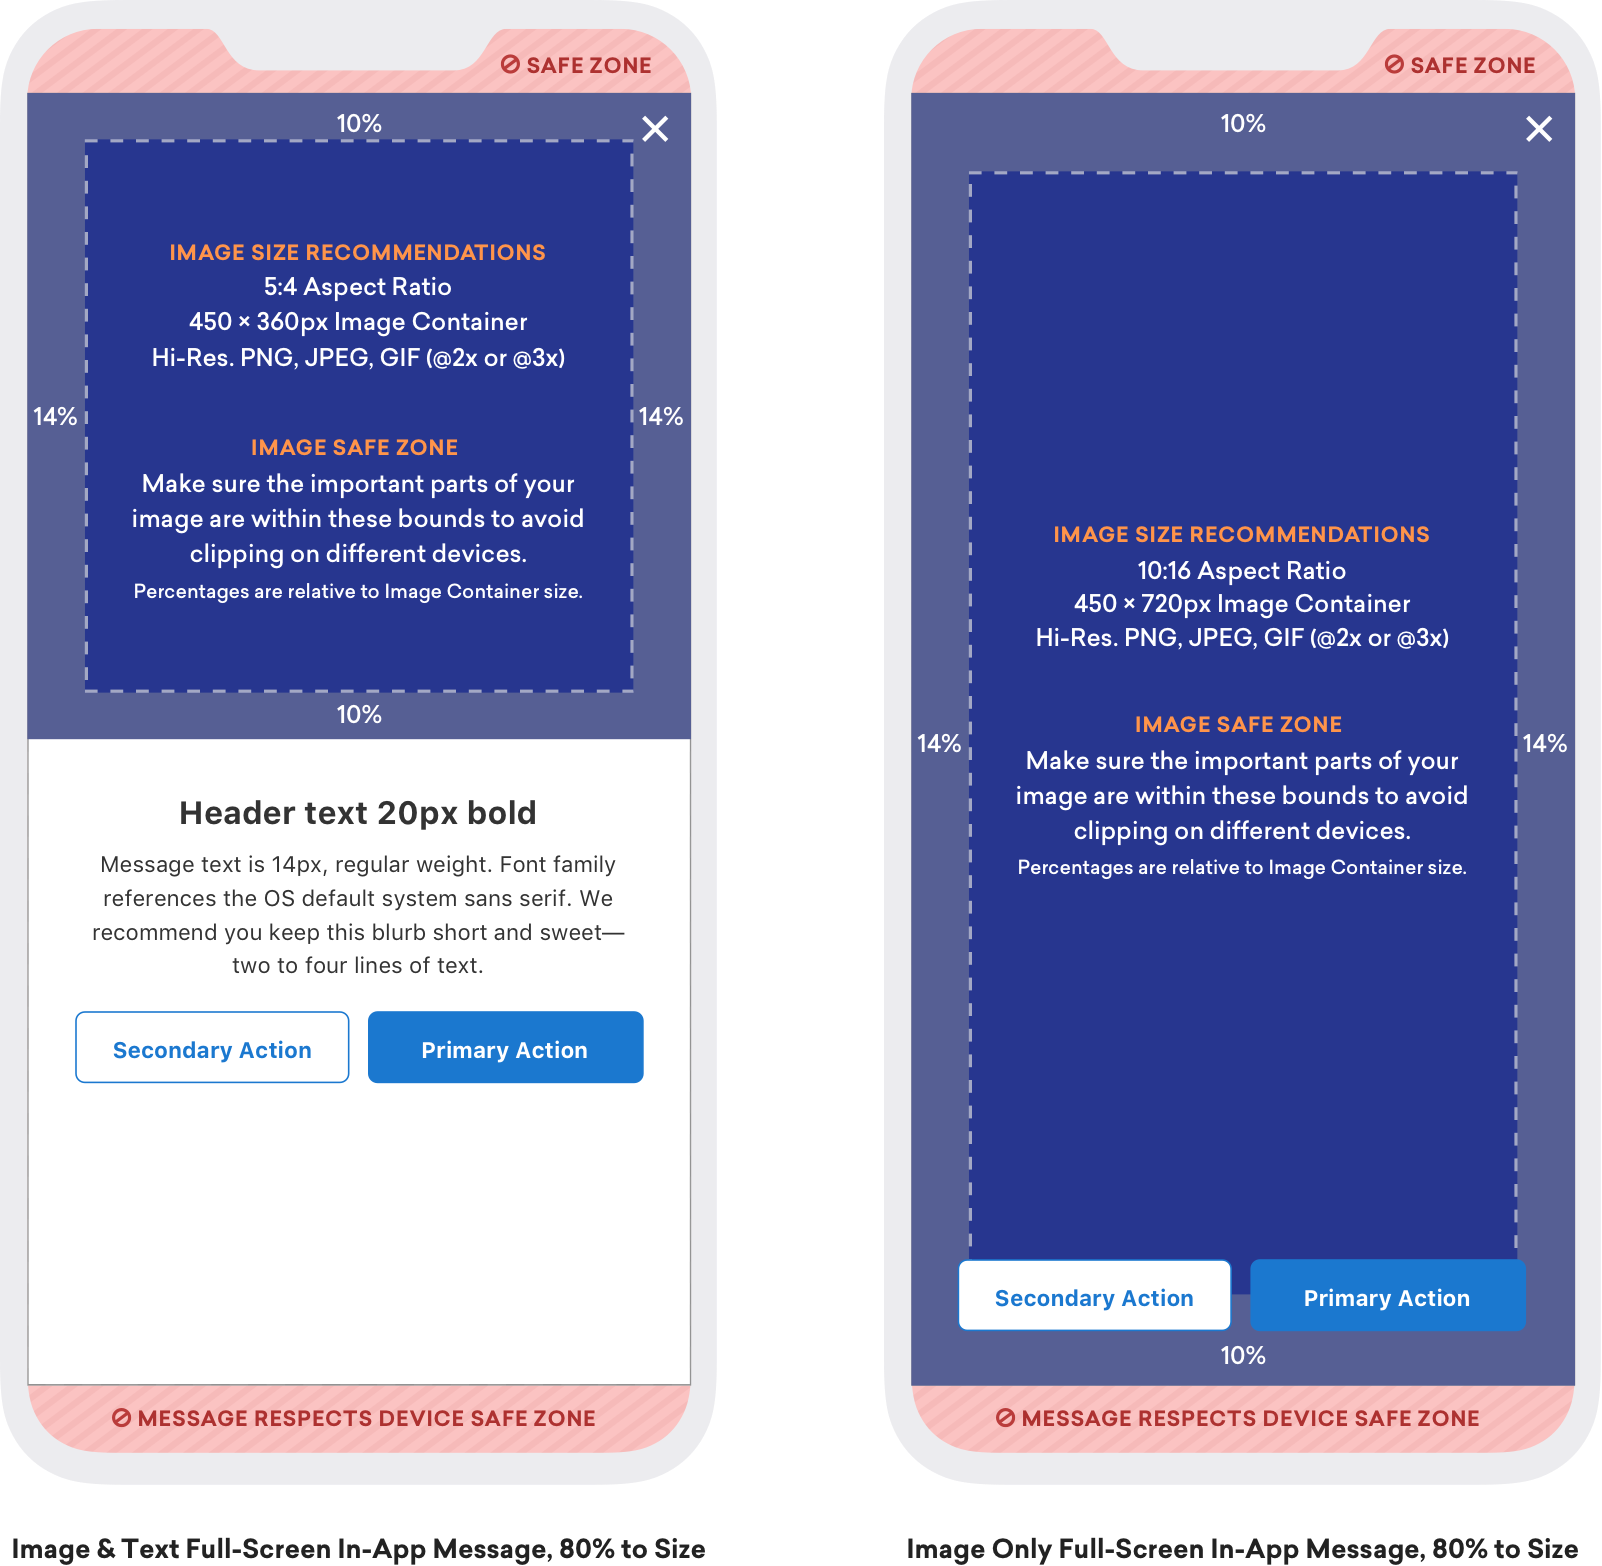 SAFE ZONE
10%
IMAGE SIZE RECOMMENDATIONS
5:4 Aspect Ratio
450 × 360px Image Container
Hi-Res. PNG, JPEG, GIF (@2x or @3x)
14%
14%
IMAGE SAFE ZONE
Make sure the important parts of your
image are within these bounds to avoid
clipping on different devices.
Percentages are relative to Image Container size.
10%
Header text 20px bold
Message text is 14px, regular weight. Font family
references the OS default system sans serif. We
recommend you keep this blurb short and sweet—
two to four lines of text.
Secondary Action
Primary Action
MESSAGE RESPECTS DEVICE SAFE ZONE
Image & Text Full-Screen In-App Message, 80% to Size
SAFE ZONE
10%
IMAGE SIZE RECOMMENDATIONS
10:16 Aspect Ratio
450 × 720px Image Container
Hi-Res. PNG, JPEG, GIF (@2x or @3x)
IMAGE SAFE ZONE
14%
14%
Make sure the important parts of your
image are within these bounds to avoid
clipping on different devices.
Percentages are relative to Image Container size.
Secondary Action
Primary Action
10%
MESSAGE RESPECTS DEVICE SAFE ZONE
Image Only Full-Screen In-App Message, 80% to Size